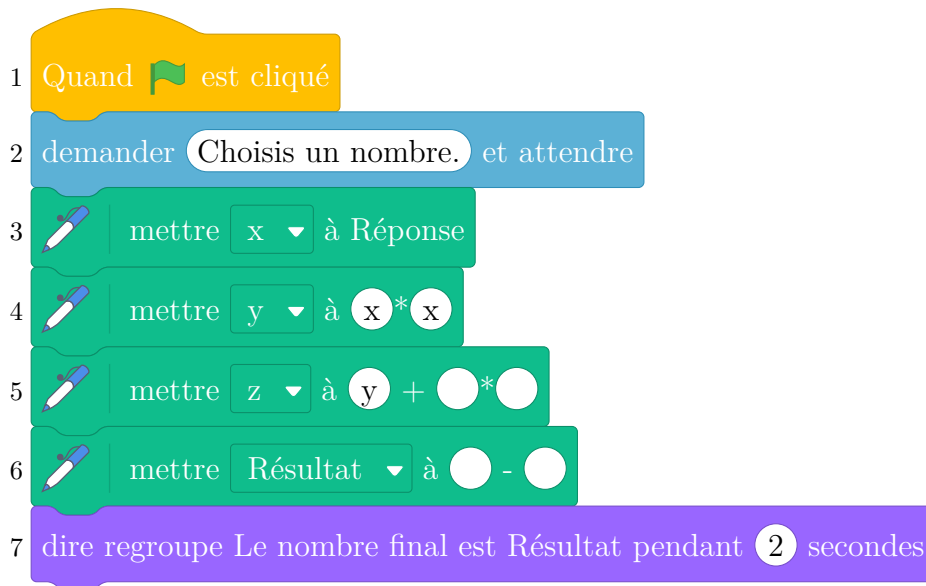 1 Quand est cliqué
2 demander Choisis un nombre. et attendre
3 mettre x à Réponse
4 mettre y à x * x
5 mettre z à y + *
6 mettre Résultat à -
7 dire regroupe Le nombre final est Résultat pendant 2 secondes